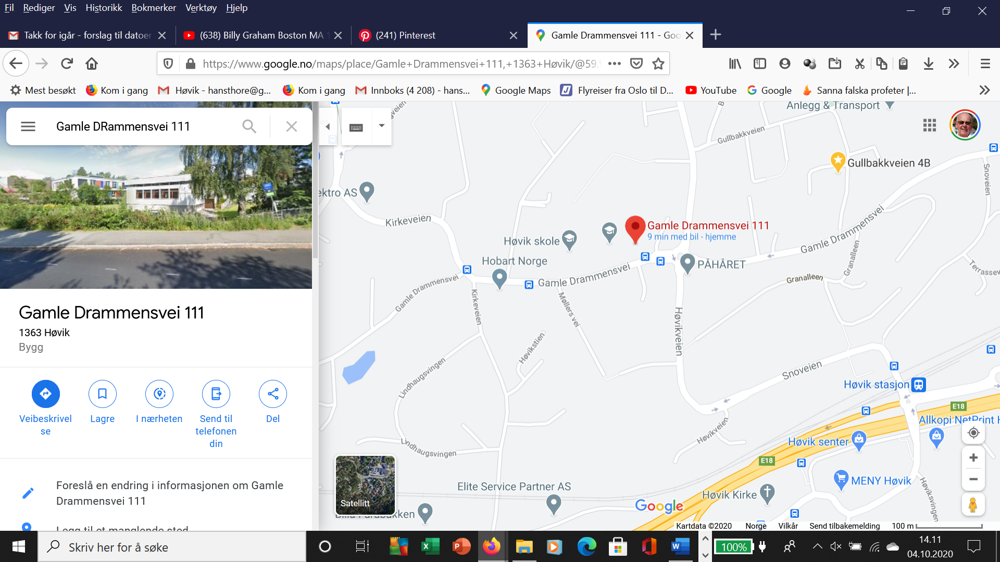 Fil Rediger Vis Historikk Bokmerker Verktøy Hjelp
Takk for igår - forslag til datoer
(638) Billy Graham Boston MA
(241) Pinterest
Gamle Drammensvei 111 - Goo
https://www.google.no/maps/place/Gamle+Drammensvei+111,+1363+Høvik/@59.
Mest besøkt
Kom i gang
Høvik - hansthore@g...
Kom i gang
Innboks (4 208) - hans...
Google Maps
Flyreiser fra Oslo til D...
YouTube
Google
Sanna falska profeter |...
Gamle DRammensvei 111
Gamle Drammensvei 111
1363 Høvik
Bygg
Veibeskrivel
se
Lagre
I nærheten
Send til
telefonen
din
Del
Foreslå en endring i informasjonen om Gamle
Drammensvei 111
Legg til et manglende sted
Anlegg & Transport
Gullbakkveien
Gullbakkveien 4B
Snoveien
ektro AS
Kirkeveien
Gamle Drammensvei 111
9 min med bil - hjemme
Høvik skole
Hobart Norge
PÅHÅRET
Gamle Drammensvei
Gamle Drammensvei
Gamle Drammensvei
Granalleen
Granalleen
Terrassev
Kirkeveien
Møllers vei
Høvikveien
Høvikstien
Lindhaugsvingen
Lindhaugsvingen
Snoveien
Høvik stasjon
E18
Allkopi NetPrint H
Høvikveien
Høvik senter
E18
MENY Høvik
Høvik Kirke
Høviksvingen
Elite Service Partner AS
Satellitt
Google
Kartdata ©2020 Norge Vilkår Send tilbakemelding 100 m
Skriv her for å søke
100%
14.11
04.10.2020